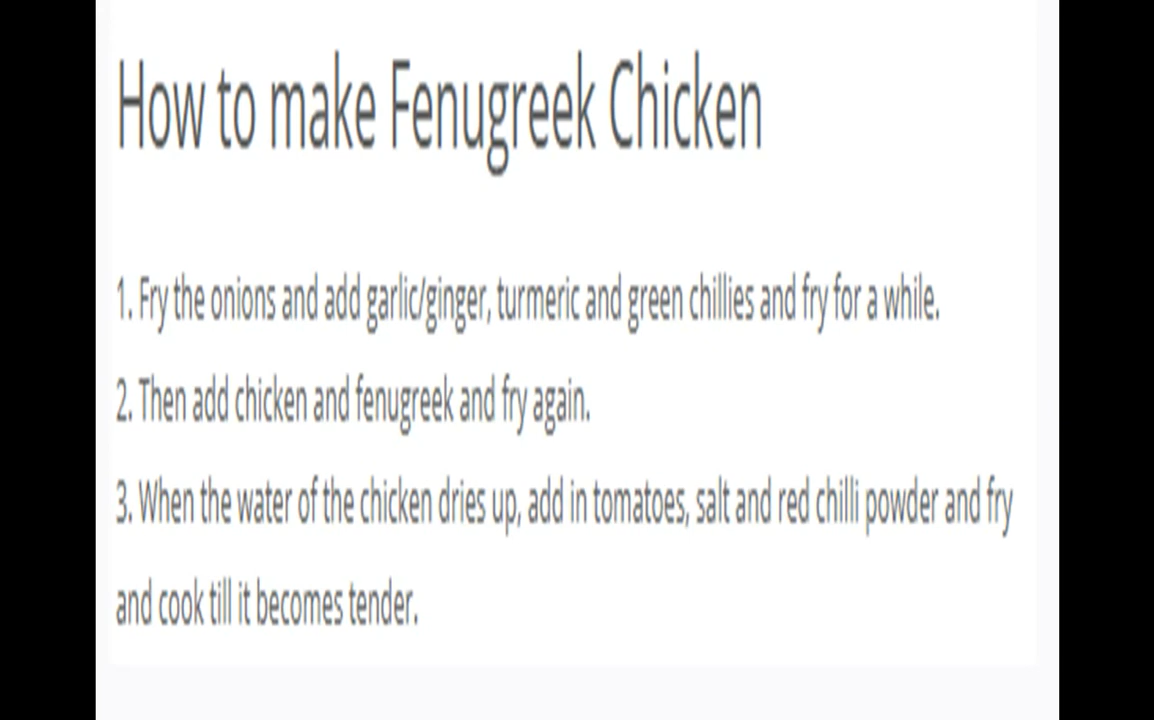 How to make Fenugreek Chicken
1. Fry the onions and add garlic/ginger, turmeric and green chillies and fry for a while.
2. Then add chicken and fenugreek and fry again.
3. When the water of the chicken dries up, add in tomatoes, salt and red chilli powder and fry
and cook till it becomes tender.